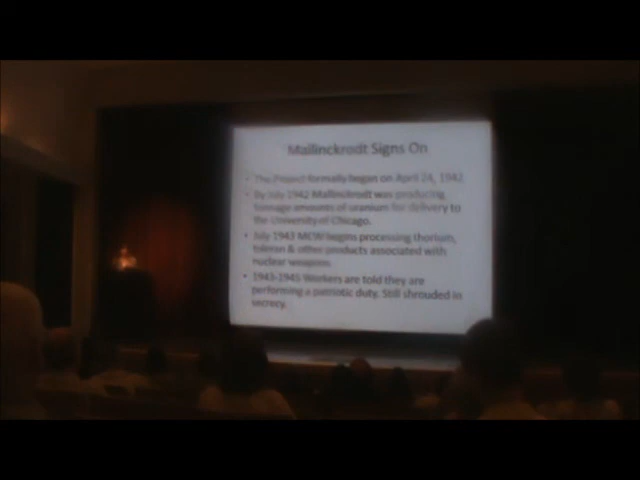 Mallinckrodt Signs On
• The Project formally began on April 24, 1942
• By July 1942 Mallinckrodt was producing
tonnage amounts of uranium for delivery to
the University of Chicago.
• July 1943 MCW begins processing thorium,
& other products associated with
nuclear weapons
• 1943-1945 Workers are told they are
performing a patriotic duty. Still shrouded in
secrecy.